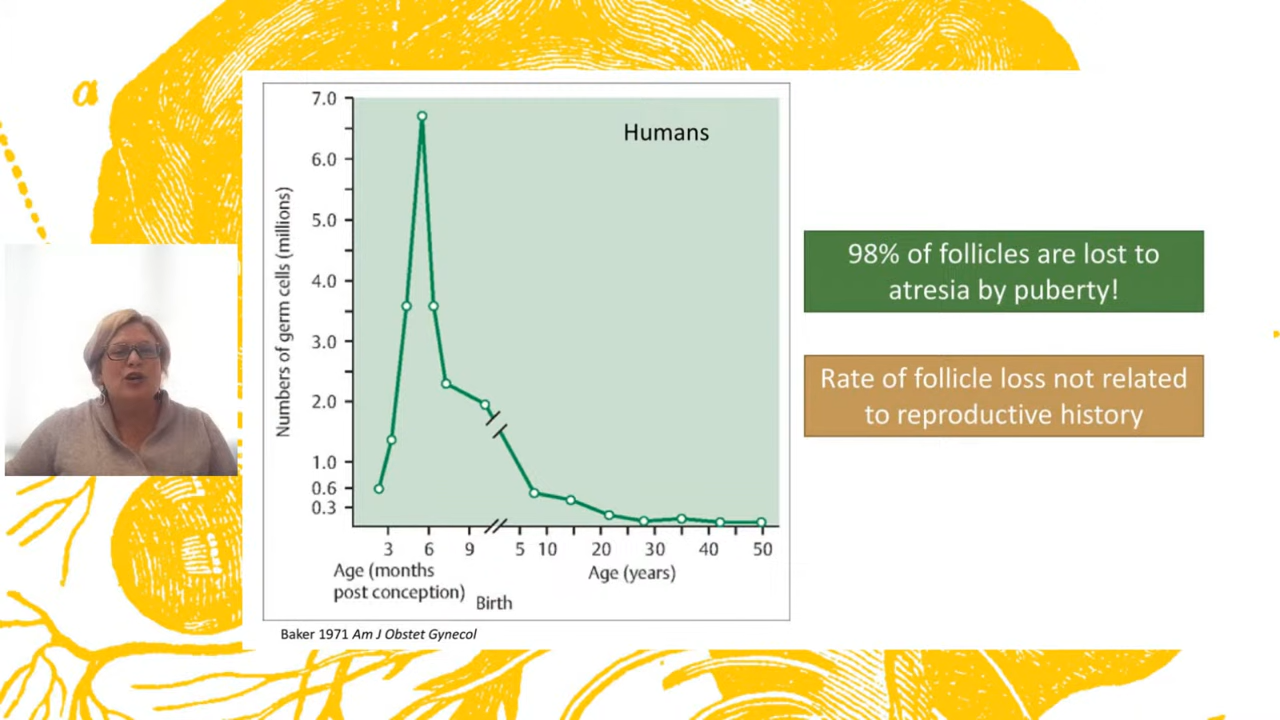 a
7.0
6.0
5.0
4.0
3.0
2.0
1.0
0.6
0.3
Numbers of germ cells (millions)
Humans
3 6 9 5 10 20 30 40 50
Age (months
post conception)
Birth
Age (years)
Baker 1971 Am J Obstet Gynecol
98% of follicles are lost to
atresia by puberty!
Rate of follicle loss not related
to reproductive history